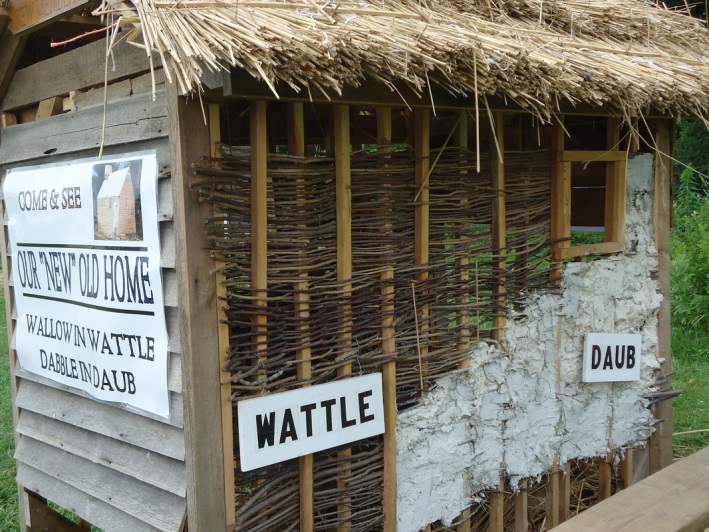 COME & SEE
OUR "NEW" OLD HOME
WALLOW IN WATTLE
DABBLE IN DAUB
WATTLE
DAUB